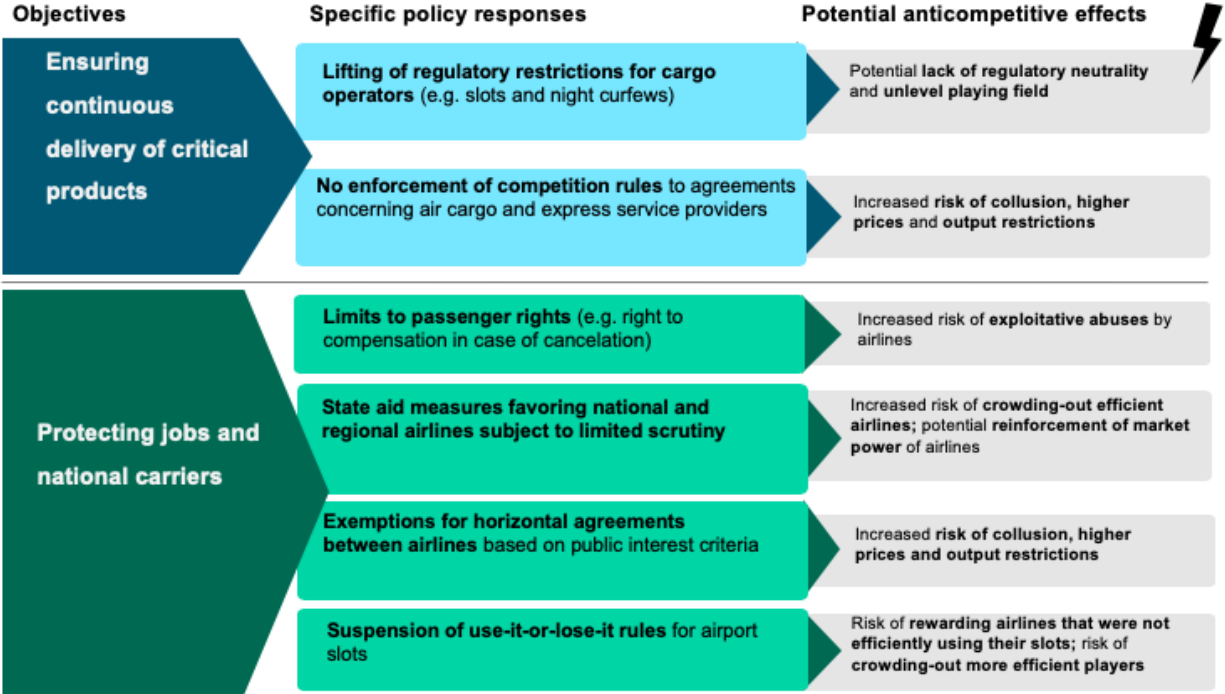 Objectives
Specific policy responses
Potential anticompetitive effects
Ensuring
continuous
delivery of critical
products
Lifting of regulatory restrictions for cargo
operators (e.g. slots and night curfews)
Potential lack of regulatory neutrality
and unlevel playing field
No enforcement of competition rules to agreements
concerning air cargo and express service providers
Increased risk of collusion, higher
prices and output restrictions
Protecting jobs and
national carriers
Limits to passenger rights (e.g. right to
compensation in case of cancelation)
Increased risk of exploitative abuses by
airlines
State aid measures favoring national and
regional airlines subject to limited scrutiny
Increased risk of crowding-out efficient
airlines; potential reinforcement of market
power of airlines
Exemptions for horizontal agreements
between airlines based on public interest criteria
Increased risk of collusion, higher
prices and output restrictions
Suspension of use-it-or-lose-it rules for airport
slots
Risk of rewarding airlines that were not
efficiently using their slots; risk of
crowding-out more efficient players